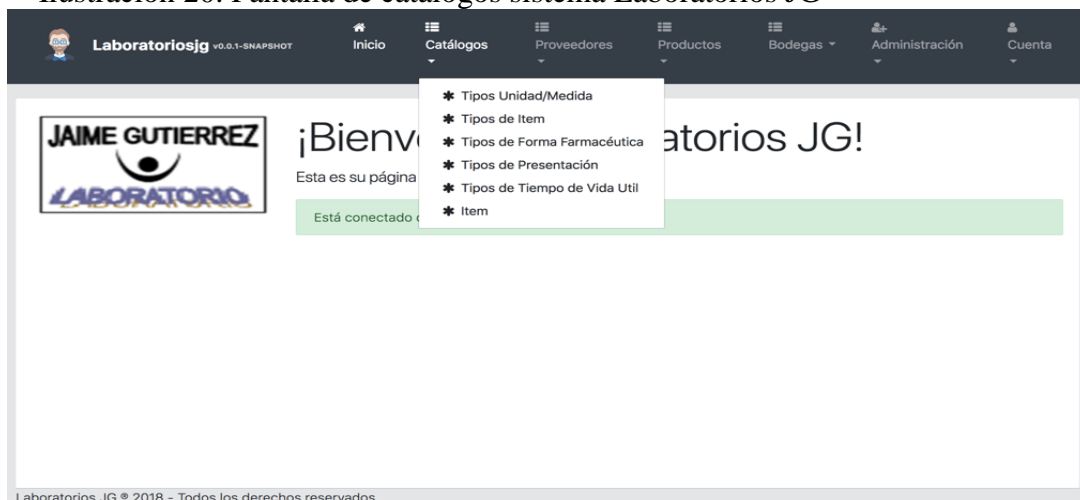 Ilustración 20. Pantalla de catálogos sistema Laboratorios JG
Laboratoriosjg v0.0.1-SNAPSHOT
Inicio
Catálogos
Proveedores
Productos
Bodegas
Administración
Cuenta
Tipos Unidad/Medida
Tipos de Item
Tipos de Forma Farmacéutica
Tipos de Presentación
Tipos de Tiempo de Vida Util
Item
JAIME GUTIERREZ
LABORATORIO
¡Bienv atorios JG!
Esta es su página
Está conectado
Laboratorios JG ® 2018 - Todos los derechos reservados